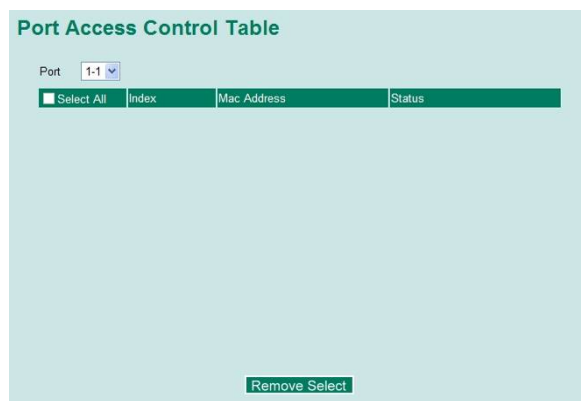 Port Access Control Table
Port 1-1
Select All Index Mac Address Status
Remove Select